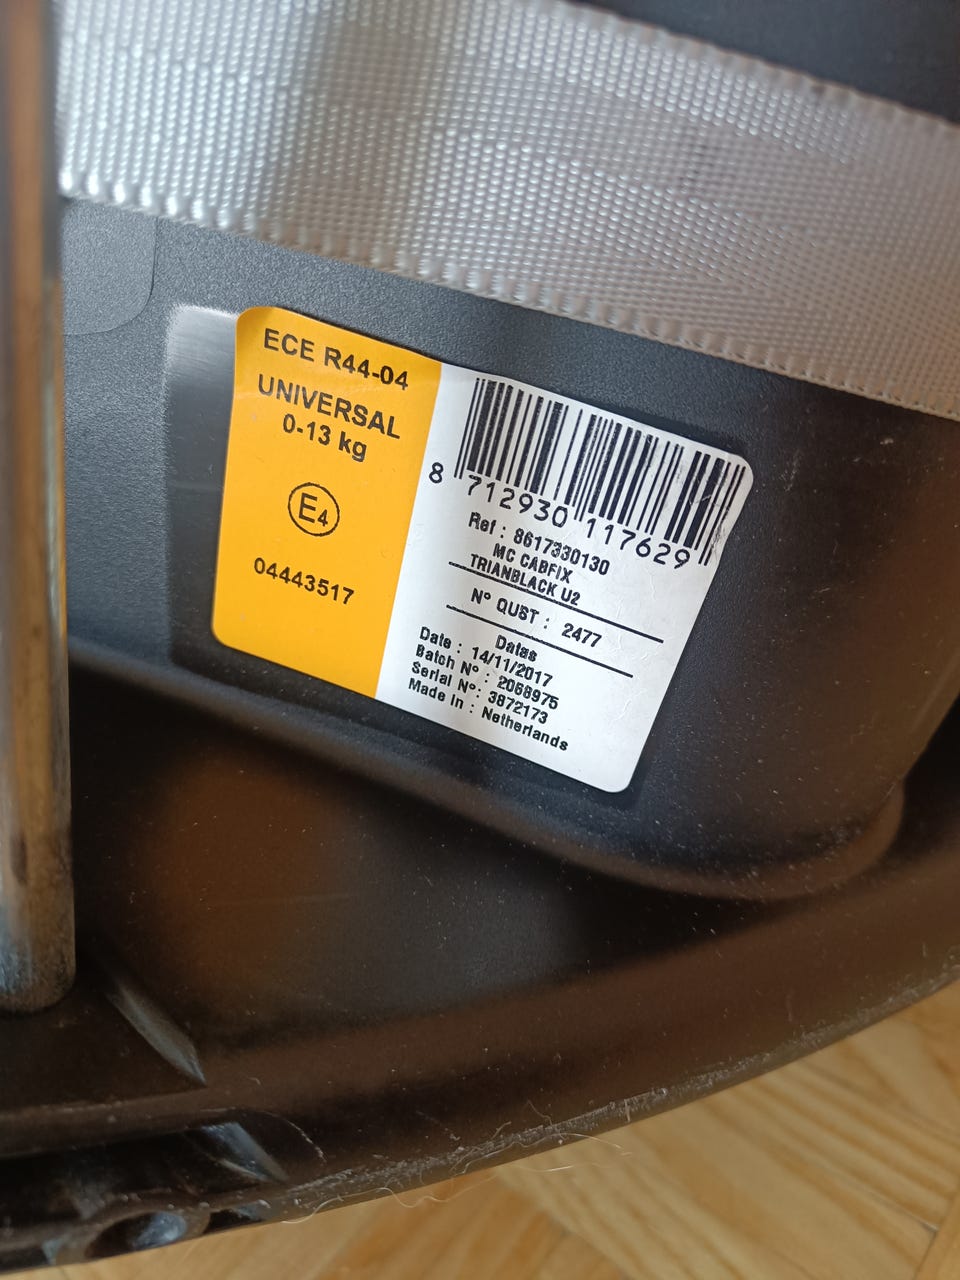 ECE R44-04
UNIVERSAL
0-13 kg
E4
04443517
8 712930 117629
Ref : 8617330130
MC CABFIX
TRIANBLACK U2
N° QUST : 2477
Datas
Date : 14/11/2017
Batch N° : 2068975
Serial N°: 3872173
Made in : Netherlands